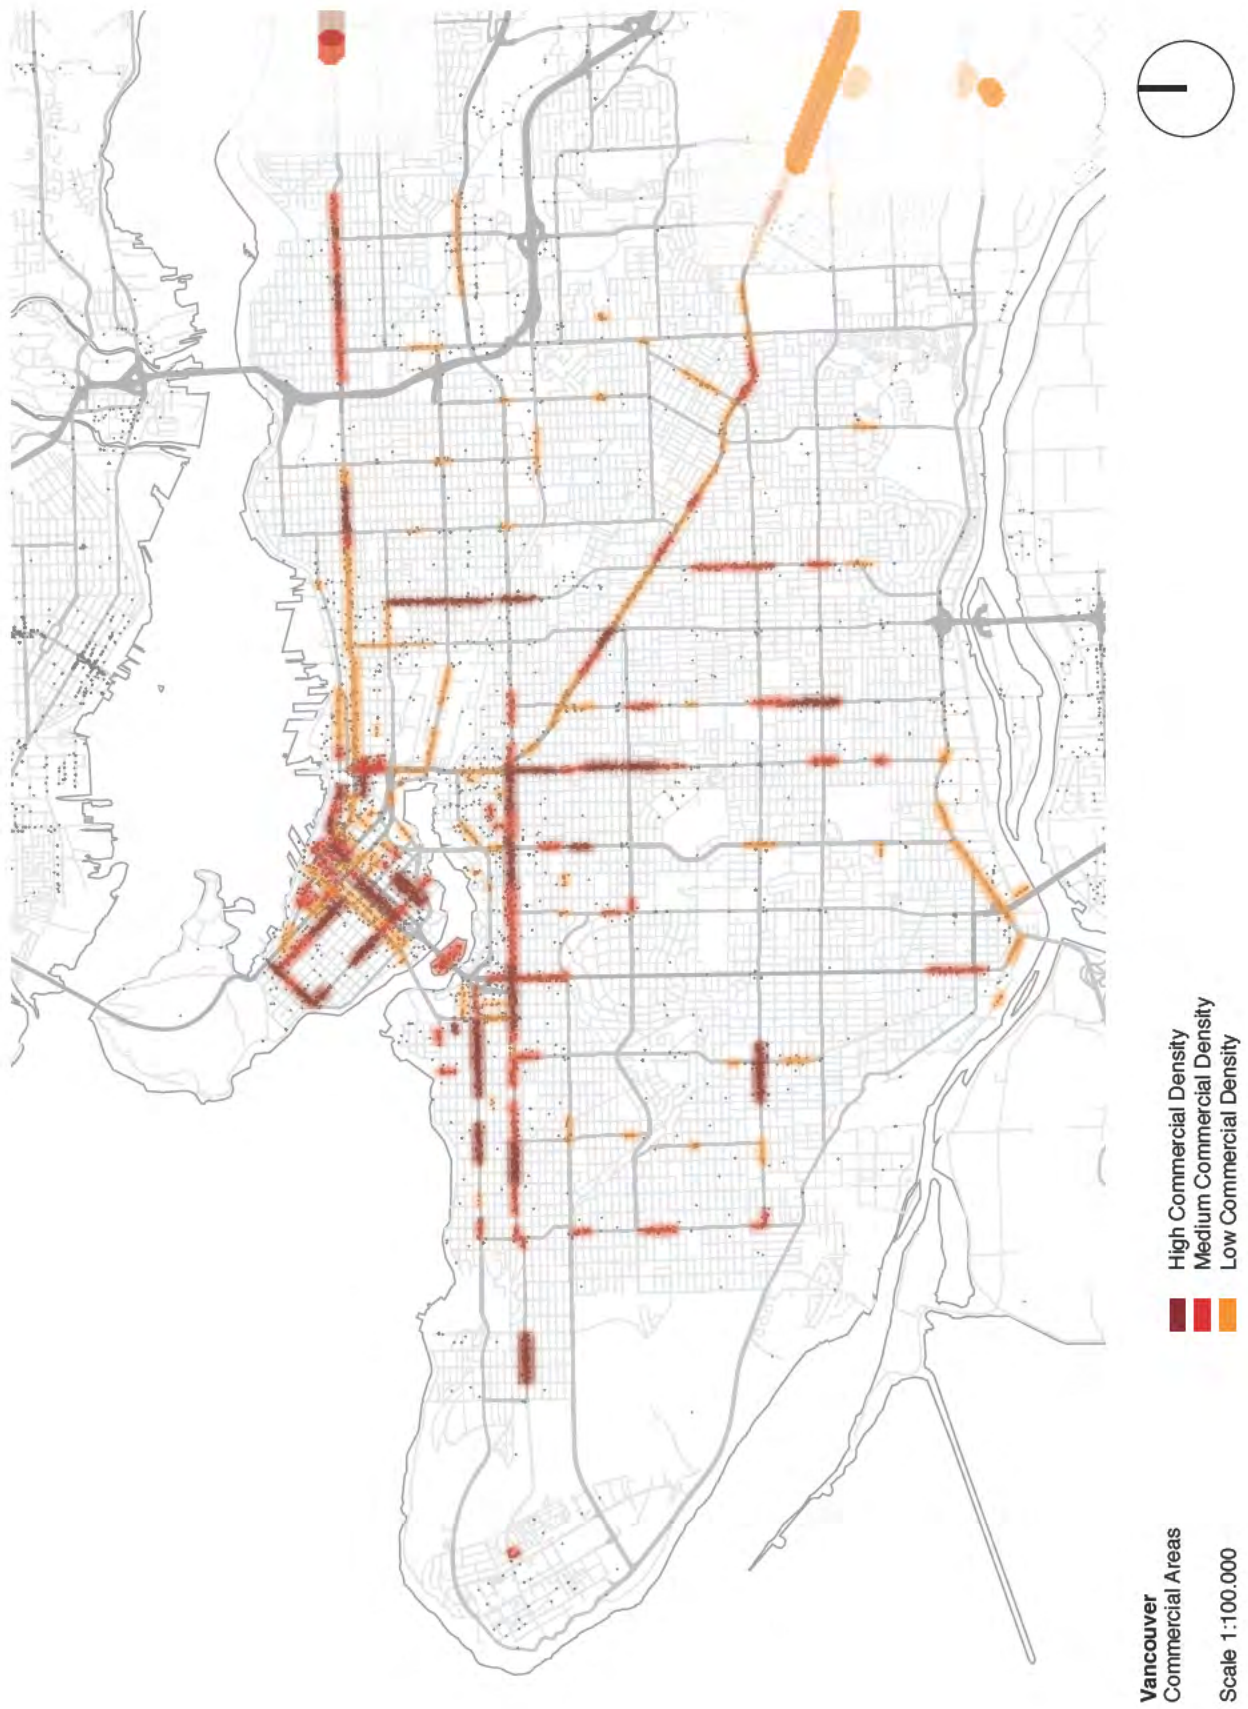 Vancouver
Commercial Areas
Scale 1:100.000
High Commercial Density
Medium Commercial Density
Low Commercial Density